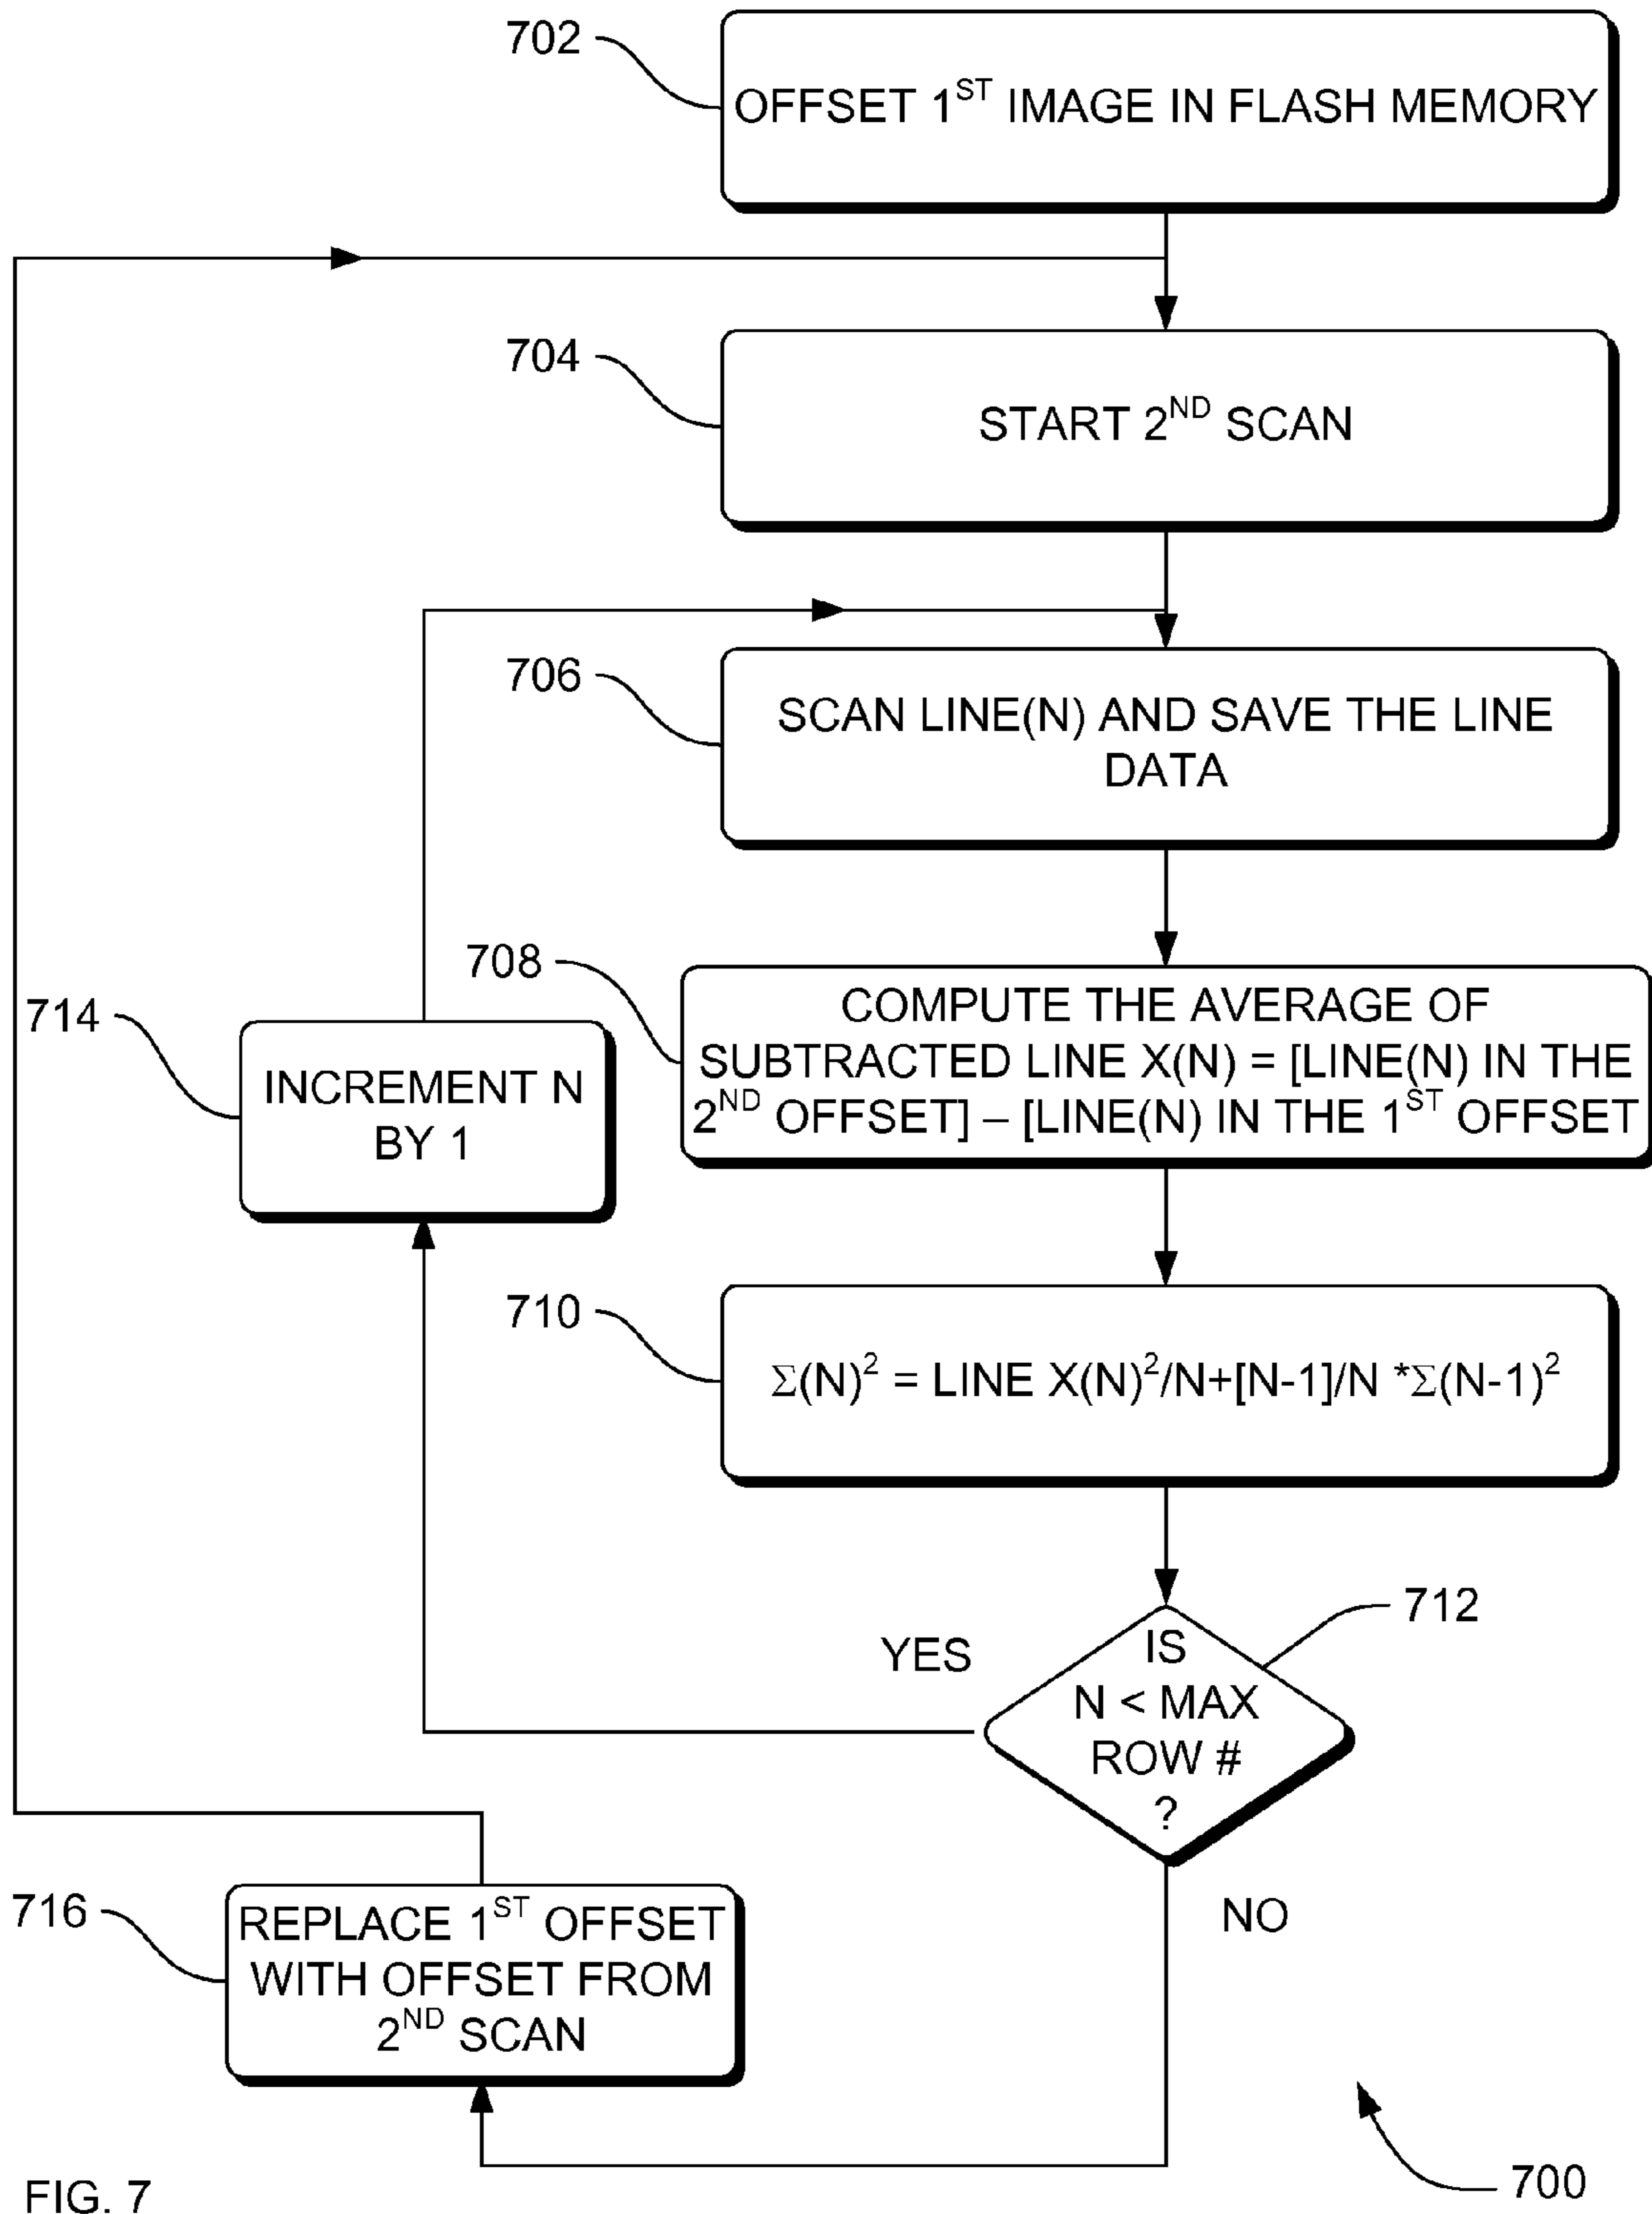 702
OFFSET 1ST IMAGE IN FLASH MEMORY
704
START 2ND SCAN
706
SCAN LINE(N) AND SAVE THE LINE
DATA
708
COMPUTE THE AVERAGE OF
SUBTRACTED LINE X(N) = [LINE(N) IN THE
2ND OFFSET] – [LINE(N) IN THE 1ST OFFSET
714
INCREMENT N
BY 1
710
Σ(N)² = LINE X(N)²/N+[N-1]/N *Σ(N-1)²
712
IS
N < MAX
ROW #
?
YES
NO
716
REPLACE 1ST OFFSET
WITH OFFSET FROM
2ND SCAN
700
FIG. 7